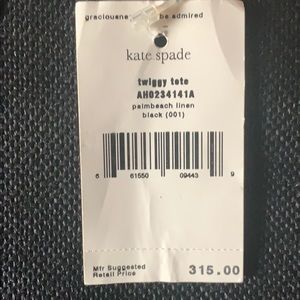 graciousne be admired
kate spade
twiggy tote
AH0234141A
palmbeach linen
black (001)
6 61550 09443 9
Mfr Suggested
Retail Price 315.00